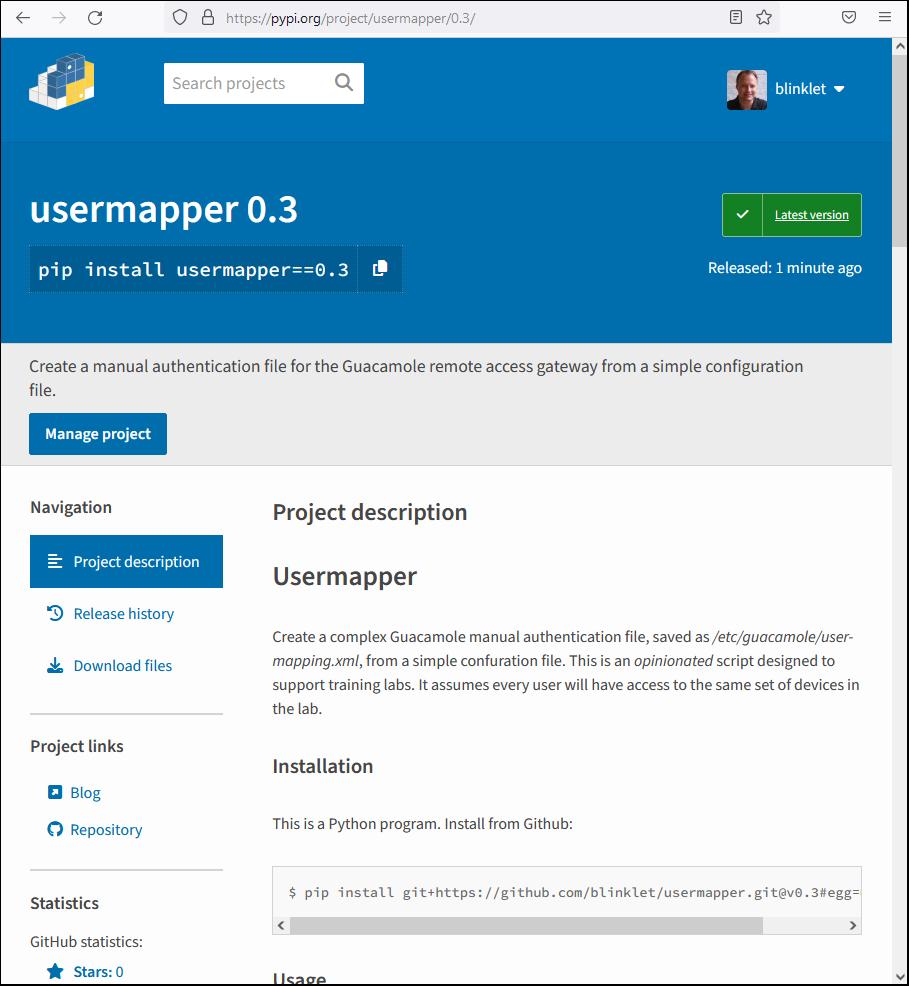 https://pypi.org/project/usermapper/0.3/
Search projects
blinklet
usermapper 0.3
Latest version
pip install usermapper==0.3
Released: 1 minute ago
Create a manual authentication file for the Guacamole remote access gateway from a simple configuration
file.
Manage project
Navigation
Project description
Release history
Download files
Project links
Blog
Repository
Statistics
GitHub statistics:
Stars: 0
Project description
Usermapper
Create a complex Guacamole manual authentication file, saved as /etc/guacamole/user-
mapping.xml, from a simple confuration file. This is an opinionated script designed to
support training labs. It assumes every user will have access to the same set of devices in
the lab.
Installation
This is a Python program. Install from Github:
$ pip install git+https://github.com/blinklet/usermapper.git@v0.3#egg=
Usage